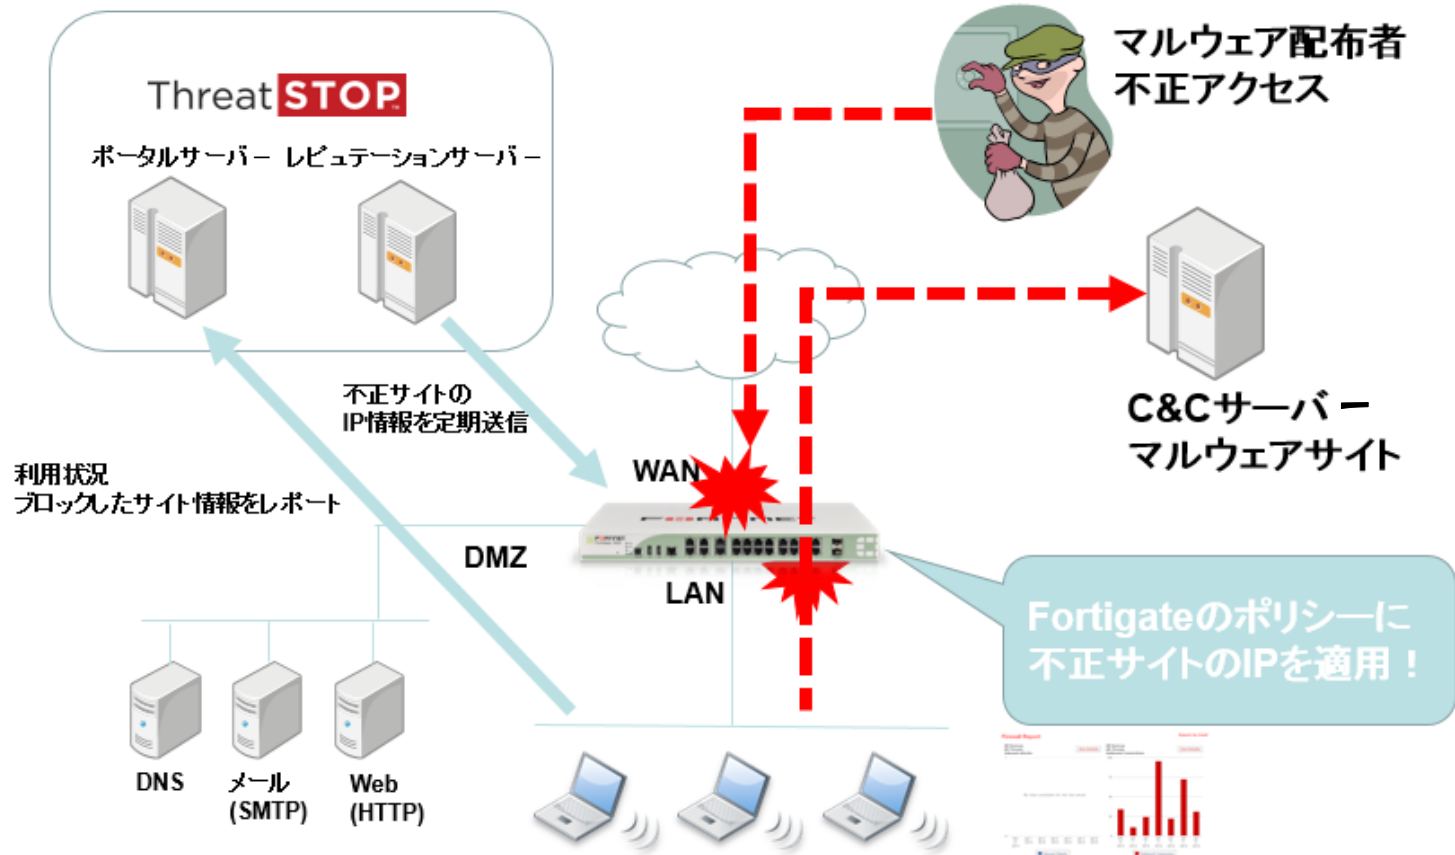 ThreatSTOP
ポータルサーバー
レピュテーションサーバー
マルウェア配布者
不正アクセス
不正サイトの
IP情報を定期送信
C&Cサーバー
マルウェアサイト
利用状況
ブロックしたサイト情報をレポート
WAN
DMZ
LAN
Fortigateのポリシーに
不正サイトのIPを適用！
DNS
メール
(SMTP)
Web
(HTTP)
Firewall Report